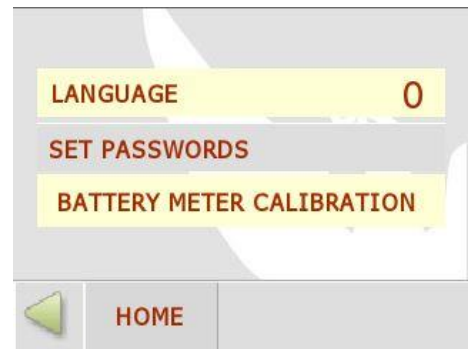 LANGUAGE 0
SET PASSWORDS
BATTERY METER CALIBRATION
HOME